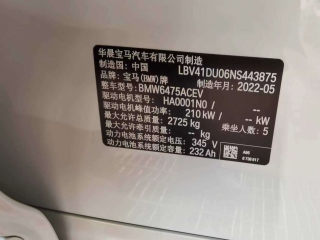 华晨宝马汽车有限公司制造
制造国：中国 LBV41DU06NS443875
品牌：宝马(BMW)牌 制造年月：2022-05
整车型号：BMW6475ACEV
驱动电机型号：HA0001N0 / --
驱动电机峰值功率：210 kW / -- kW
最大允许总质量：2725 kg 乘坐人数：5
最大允许牵引质量：-- kg
动力电池系统额定电压：345 V
动力电池系统额定容量：232 Ah